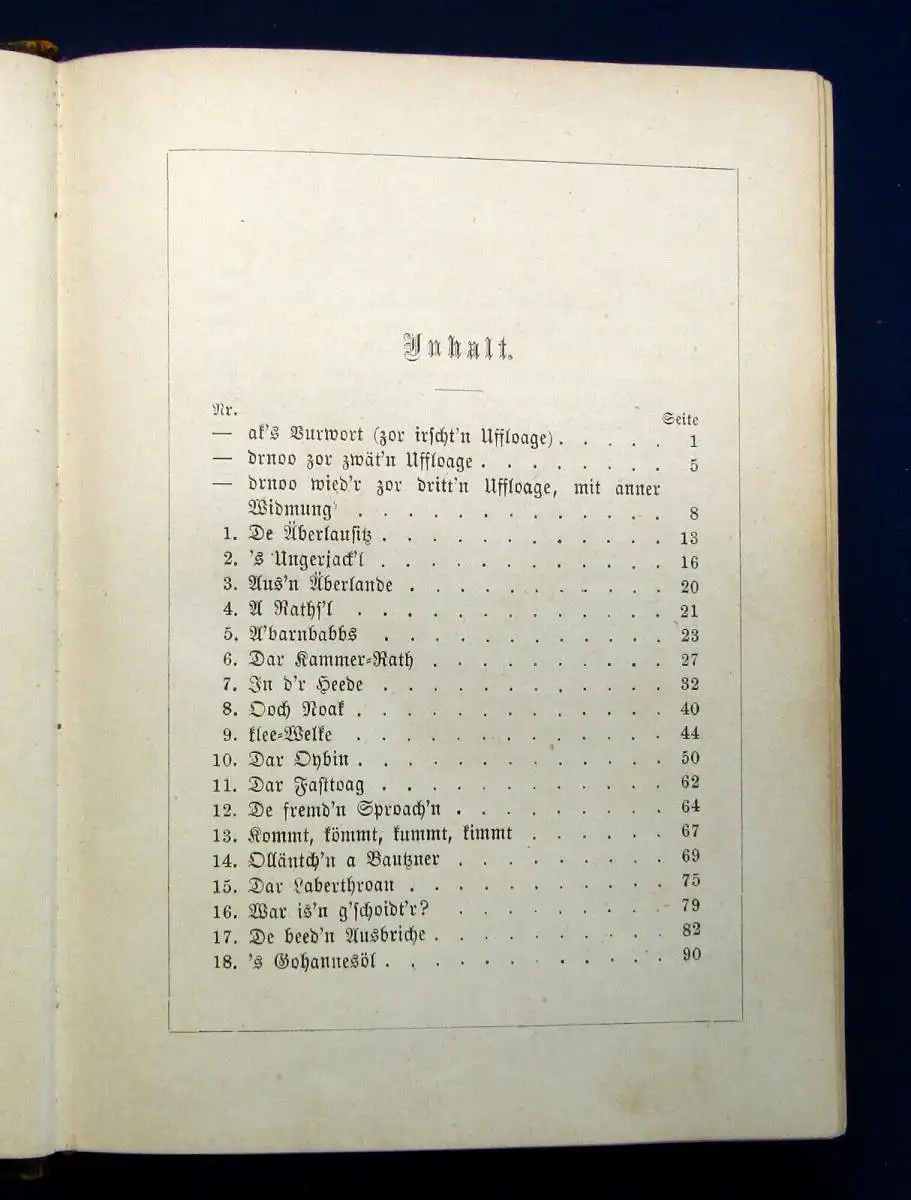 Inhalt.
Nr.
Seite
— ak's Vurwort (zor irscht'n Uffloage) . . . . . 1
— drnoo zor zwät'n Uffloage . . . . . . . . 5
— drnoo wied'r zor dritt'n Uffloage, mit anner
Widmung . . . . . . . . . . . . . 8
1. De Äberlausitz . . . . . . . . . . . . 13
2. 's Ungerjack'l . . . . . . . . . . . . 16
3. Aus'n Äberlande . . . . . . . . . . . 20
4. A Raths'l . . . . . . . . . . . . . 21
5. A'barnbabbs . . . . . . . . . . . . 23
6. Dar Kammer-Rath . . . . . . . . . . 27
7. In d'r Heede . . . . . . . . . . . . 32
8. Ooch Noak . . . . . . . . . . . . . 40
9. klee-Welke . . . . . . . . . . . . . 44
10. Dar Oybin . . . . . . . . . . . . . 50
11. Dar Fasttoag . . . . . . . . . . . . 62
12. De fremd'n Sproach'n . . . . . . . . . 64
13. Kommt, kömmt, kummt, kimmt . . . . . . 67
14. Olläntch'n a Bautzner . . . . . . . . . 69
15. Dar Laberthroan . . . . . . . . . . . 75
16. War is'n g'schoidt'r? . . . . . . . . . 79
17. De beed'n Ausbriche . . . . . . . . . . 82
18. 's Gohannesöl . . . . . . . . . . . . 90